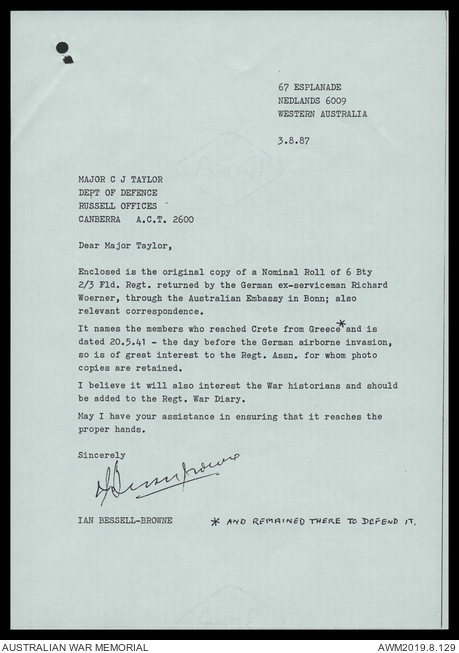 67 ESPLANADE
NEDLANDS 6009
WESTERN AUSTRALIA
3.8.87
MAJOR C J TAYLOR
DEPT OF DEFENCE
RUSSELL OFFICES
CANBERRA A.C.T. 2600
Dear Major Taylor,
Enclosed is the original copy of a Nominal Roll of 6 Bty
2/3 Fld. Regt. returned by the German ex-serviceman Richard
Woerner, through the Australian Embassy in Bonn; also
relevant correspondence.
It names the members who reached Crete from Greece* and is
dated 20.5.41 - the day before the German airborne invasion,
so is of great interest to the Regt. Assn. for whom photo
copies are retained.
I believe it will also interest the War historians and should
be added to the Regt. War Diary.
May I have your assistance in ensuring that it reaches the
proper hands.
Sincerely
IAN BESSELL-BROWNE
* AND REMAINED THERE TO DEFEND IT.
AUSTRALIAN WAR MEMORIAL
AWM2019.8.129